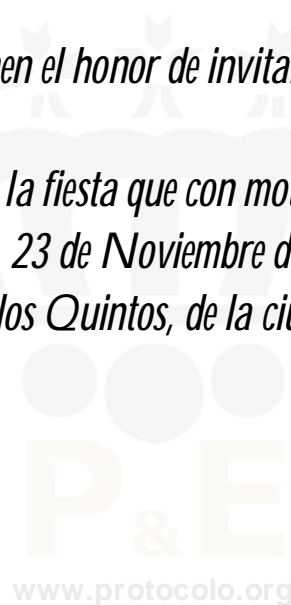 en el honor de invita
la fiesta que con mo
23 de Noviembre d
los Quintos, de la ci
P & E
www.protocolo.org